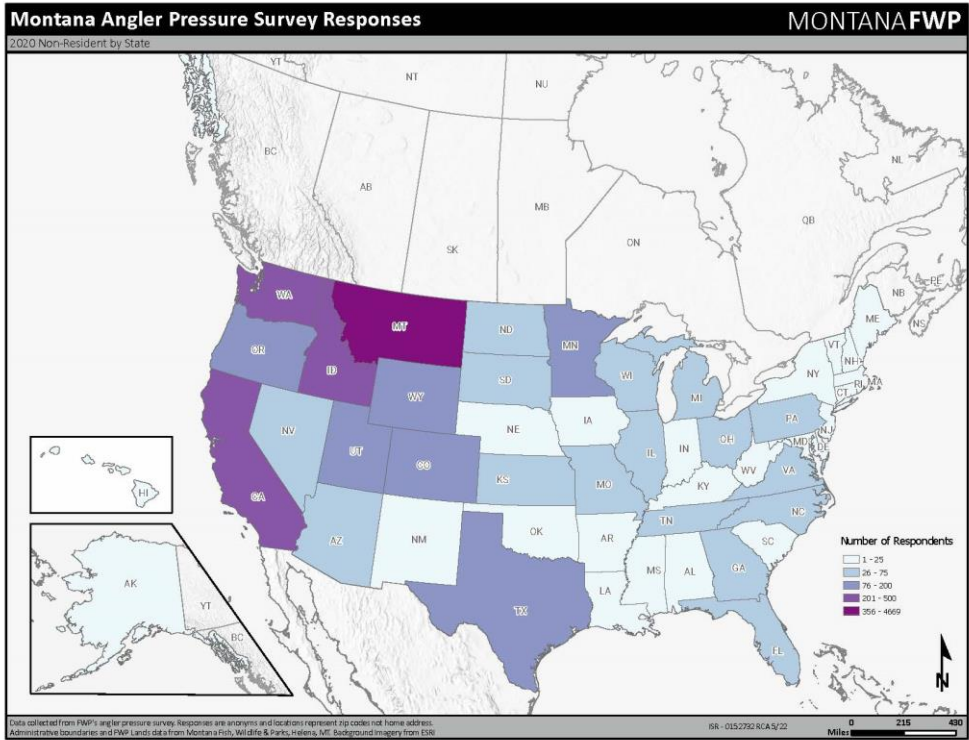 Montana Angler Pressure Survey Responses
MONTANAFWP
2020 Non-Resident by State
YT
NT
NU
AK
BC
AB
SK
MB
ON
QB
NL
NB
PE
NS
WA
MT
ND
MN
OR
ID
WY
SD
WI
MI
ME
VT
NH
NY
MA
CT
RI
NV
UT
CO
NE
IA
IL
IN
OH
PA
NJ
MD
DE
CA
KS
MO
KY
WV
VA
AZ
NM
OK
AR
TN
NC
SC
TX
LA
MS
AL
GA
FL
HI
AK
YT
BC
Number of Respondents
1 - 25
26 - 75
76 - 200
201 - 500
356 - 4669
N
Data collected from FWP's angler pressure survey. Responses are anonyms and locations represent zip codes not home address.
Administrative boundaries and FWP Lands data from Montana Fish, Wildlife & Parks, Helena, MT. Background Imagery from ESRI
ISR - 0152792 RCA 5/22
0 215 430
Miles